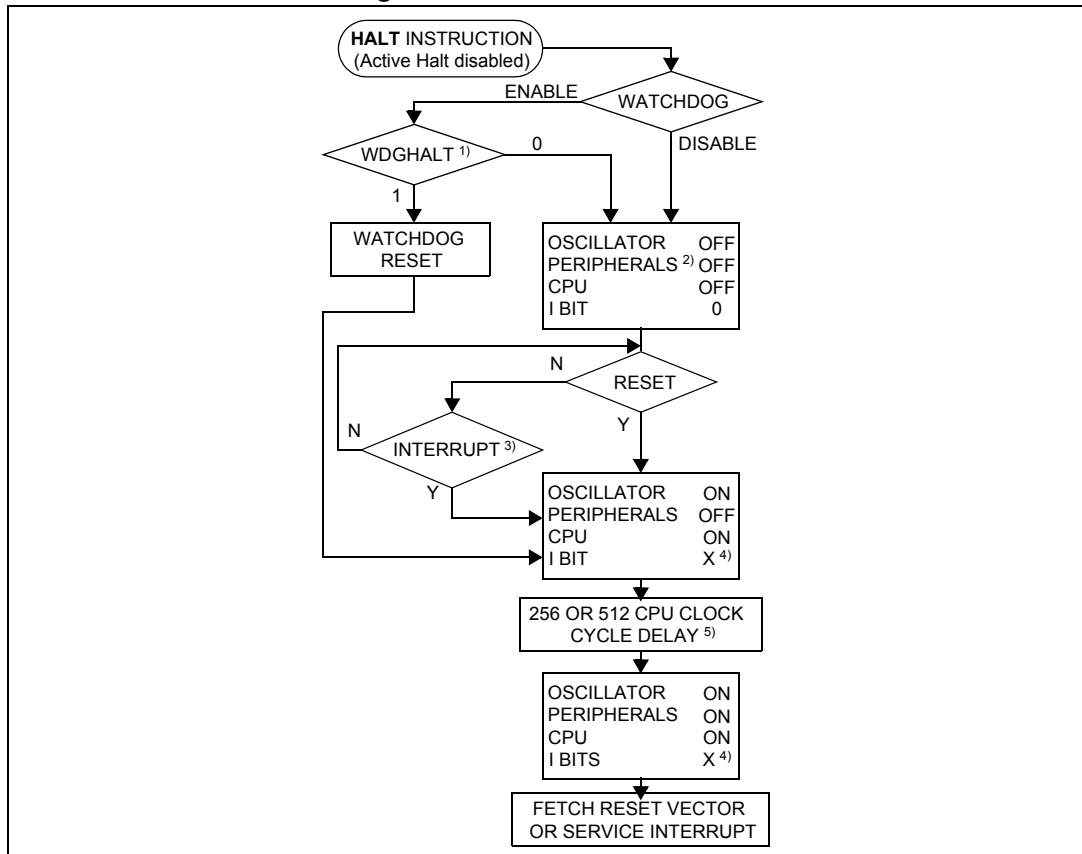 HALT INSTRUCTION
(Active Halt disabled)
WATCHDOG
ENABLE
DISABLE
WDGHALT 1)
0
1
WATCHDOG
RESET
OSCILLATOR OFF
PERIPHERALS 2) OFF
CPU OFF
I BIT 0
RESET
N
Y
INTERRUPT 3)
N
Y
OSCILLATOR ON
PERIPHERALS OFF
CPU ON
I BIT X 4)
256 OR 512 CPU CLOCK
CYCLE DELAY 5)
OSCILLATOR ON
PERIPHERALS ON
CPU ON
I BITS X 4)
FETCH RESET VECTOR
OR SERVICE INTERRUPT